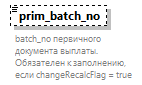 prim_batch_no
batch_no первичного
документа выплаты.
Обязателен к заполнению,
если changeRecalcFlag = true